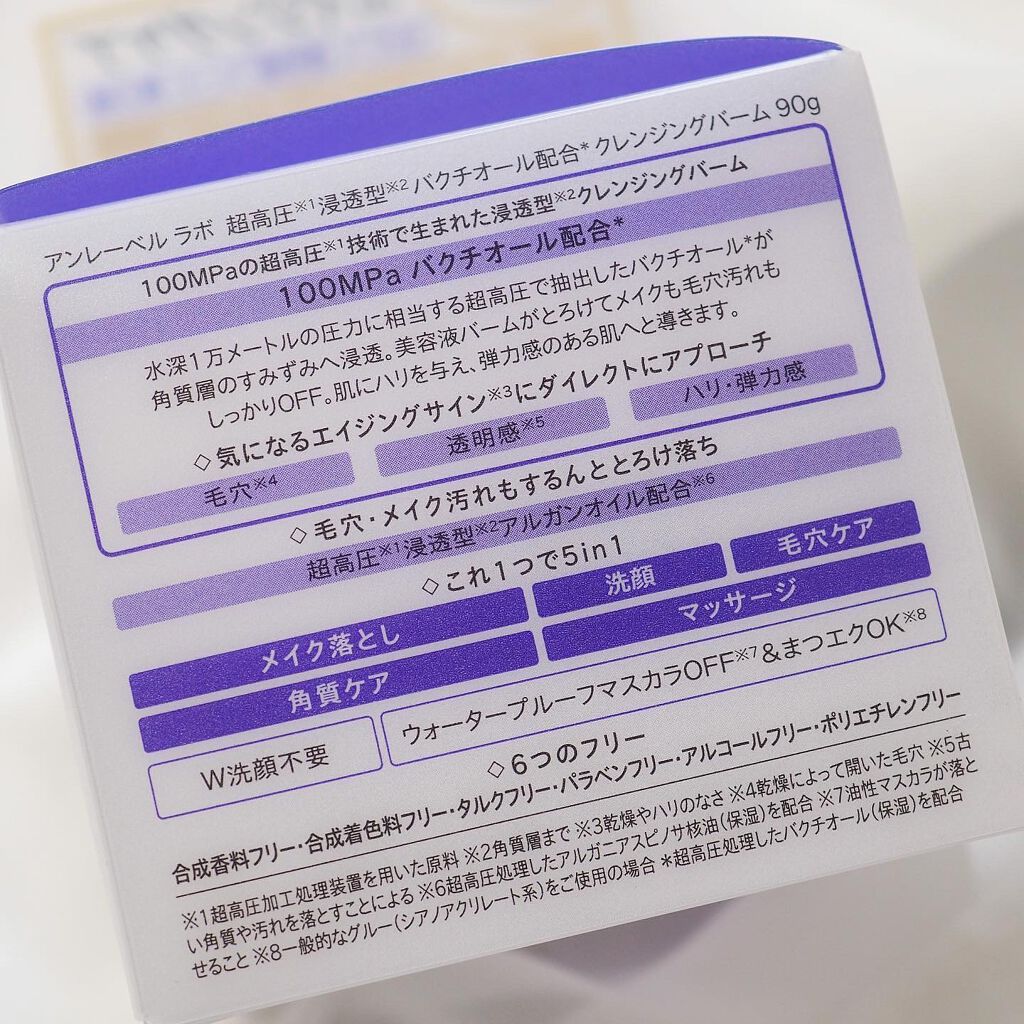 アンレーベル ラボ 超高圧※1浸透型※2バクチオール配合*クレンジングバーム 90g
100MPaの超高圧※1技術で生まれた浸透型※2クレンジングバーム
100MPa バクチオール配合*
水深1万メートルの圧力に相当する超高圧で抽出したバクチオール*が
角質層のすみずみへ浸透。美容液バームがとろけてメイクも毛穴汚れも
しっかりOFF。肌にハリを与え、弾力感のある肌へと導きます。
◇気になるエイジングサイン※3にダイレクトにアプローチ
毛穴※4 透明感※5 ハリ・弾力感
◇毛穴・メイク汚れもするんととろけ落ち
超高圧※1浸透型※2アルガンオイル配合※6
◇これ1つで5in1
メイク落とし 洗顔 毛穴ケア
角質ケア マッサージ
W洗顔不要 ウォータープルーフマスカラOFF※7&まつエクOK※8
◇6つのフリー
合成香料フリー・合成着色料フリー・タルクフリー・パラベンフリー・アルコールフリー・ポリエチレンフリー
※1超高圧加工処理装置を用いた原料 ※2角質層まで ※3乾燥やハリのなさ ※4乾燥によって開いた毛穴 ※5古
い角質や汚れを落とすことによる ※6超高圧処理したアルガニアスピノサ核油(保湿)を配合 ※7油性マスカラが落と
せること ※8一般的なグルー(シアノアクリレート系)をご使用の場合 *超高圧処理したバクチオール(保湿)を配合